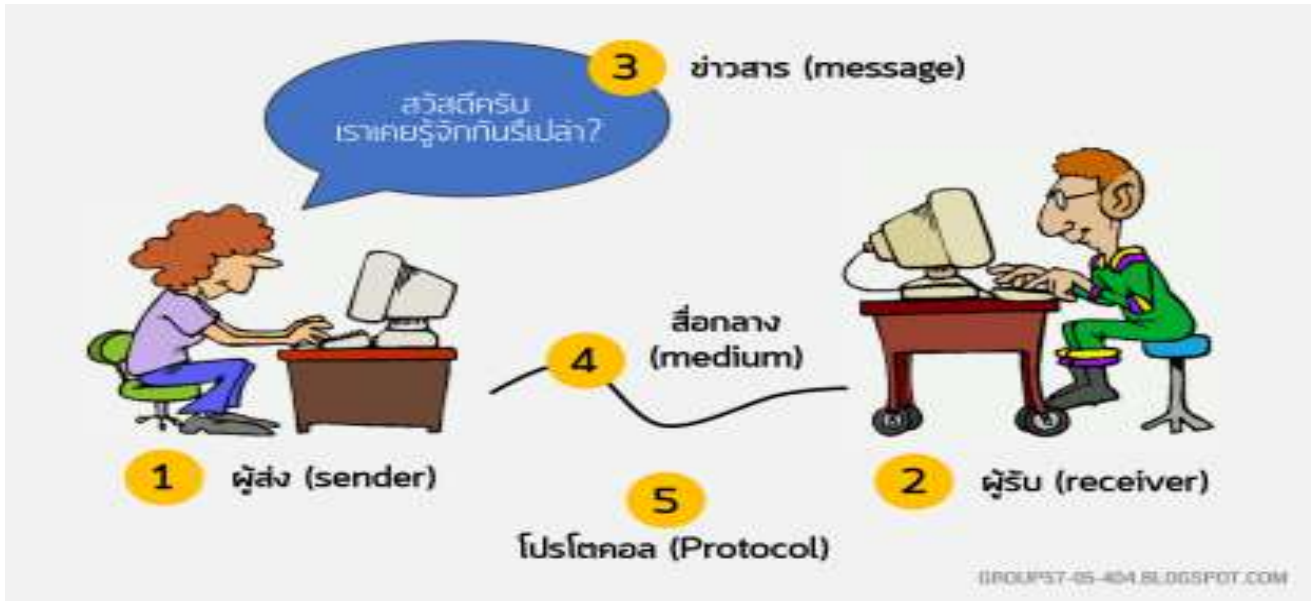 3 ข่าวสาร (message)
สวัสดีครับ
เราเคยรู้จักกันรึเปล่า?
4 สื่อกลาง
(medium)
1 ผู้ส่ง (sender)
2 ผู้รับ (receiver)
5
โปรโตคอล (Protocol)
GROUP57-05-404.BLOGSPOT.COM